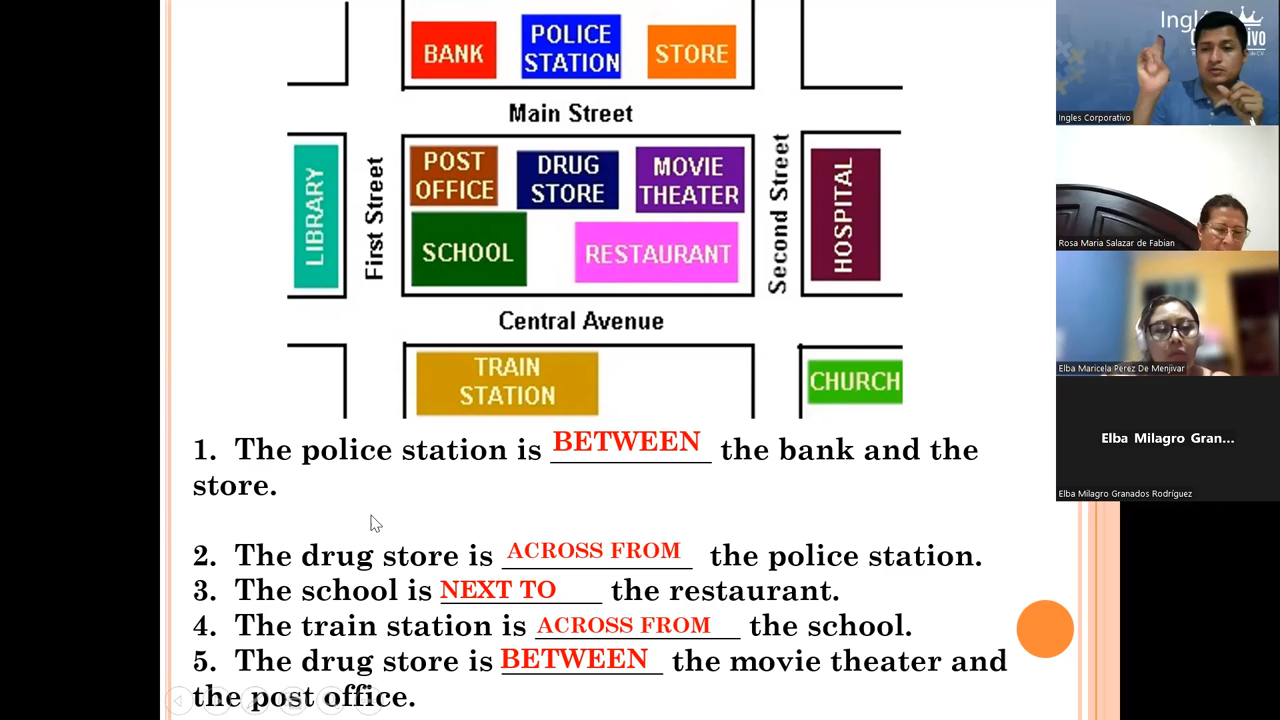 BANK
POLICE
STATION
STORE
Main Street
LIBRARY
First Street
POST
OFFICE
DRUG
STORE
MOVIE
THEATER
SCHOOL
RESTAURANT
Second Street
HOSPITAL
Central Avenue
TRAIN
STATION
CHURCH
1. The police station is BETWEEN the bank and the
store.
2. The drug store is ACROSS FROM the police station.
3. The school is NEXT TO the restaurant.
4. The train station is ACROSS FROM the school.
5. The drug store is BETWEEN the movie theater and
the post office.
Ingles Corporativo
Rosa Maria Salazar de Fabian
Elba Maricela Perez De Menjivar
Elba Milagro Gran...
Elba Milagro Granados Rodríguez